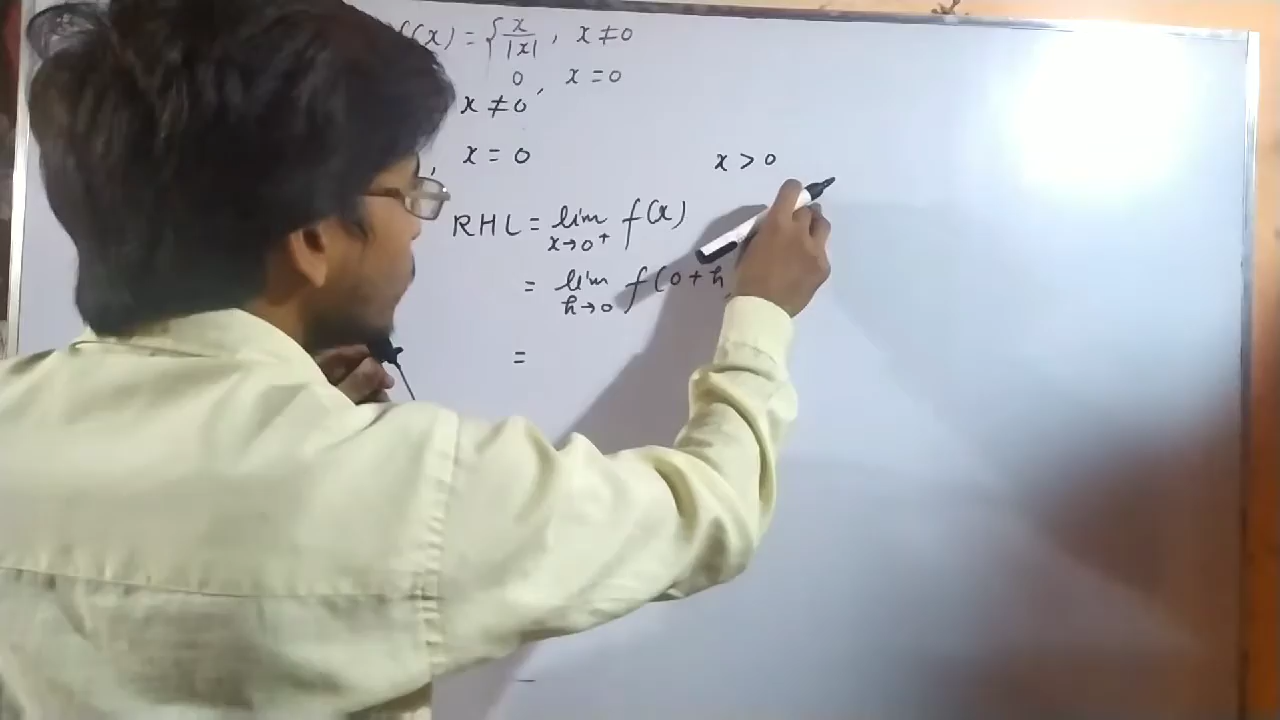 f(x) = { x/|x| , x ≠ 0
0 , x = 0
x ≠ 0
, x = 0
x > 0
RHL = lim x→0⁺ f(x)
= lim h→0 f(0+h
=